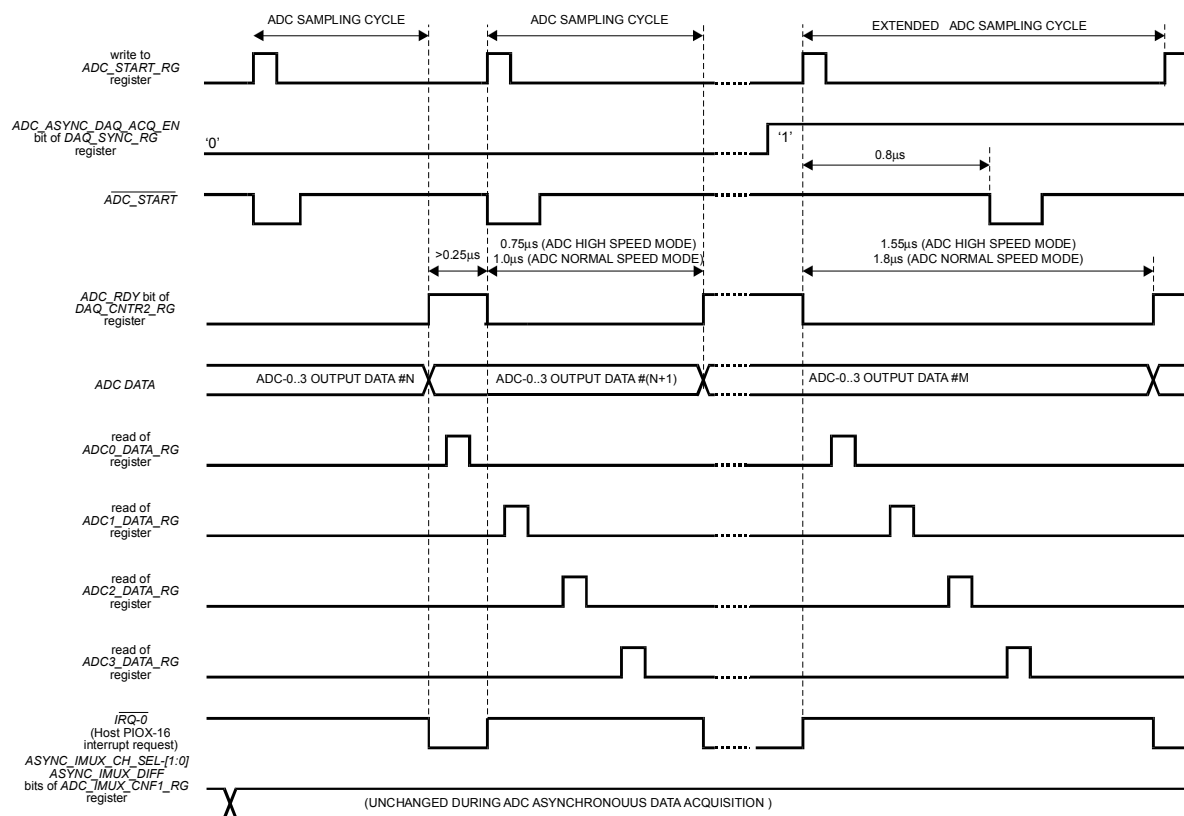 ADC SAMPLING CYCLE
ADC SAMPLING CYCLE
EXTENDED ADC SAMPLING CYCLE
write to
ADC_START_RG
register
ADC_ASYNC_DAQ_ACQ_EN
bit of DAQ_SYNC_RG
register
'0'
'1'
0.8µs
ADC_START
>0.25µs
0.75µs (ADC HIGH SPEED MODE)
1.0µs (ADC NORMAL SPEED MODE)
1.55µs (ADC HIGH SPEED MODE)
1.8µs (ADC NORMAL SPEED MODE)
ADC_RDY bit of
DAQ_CNTR2_RG
register
ADC DATA
ADC-0..3 OUTPUT DATA #N
ADC-0..3 OUTPUT DATA #(N+1)
ADC-0..3 OUTPUT DATA #M
read of
ADC0_DATA_RG
register
read of
ADC1_DATA_RG
register
read of
ADC2_DATA_RG
register
read of
ADC3_DATA_RG
register
IRQ-0
(Host PIOX-16
interrupt request)
ASYNC_IMUX_CH_SEL-[1:0]
ASYNC_IMUX_DIFF
bits of ADC_IMUX_CNF1_RG
register
(UNCHANGED DURING ADC ASYNCHRONOUUS DATA ACQUISITION )